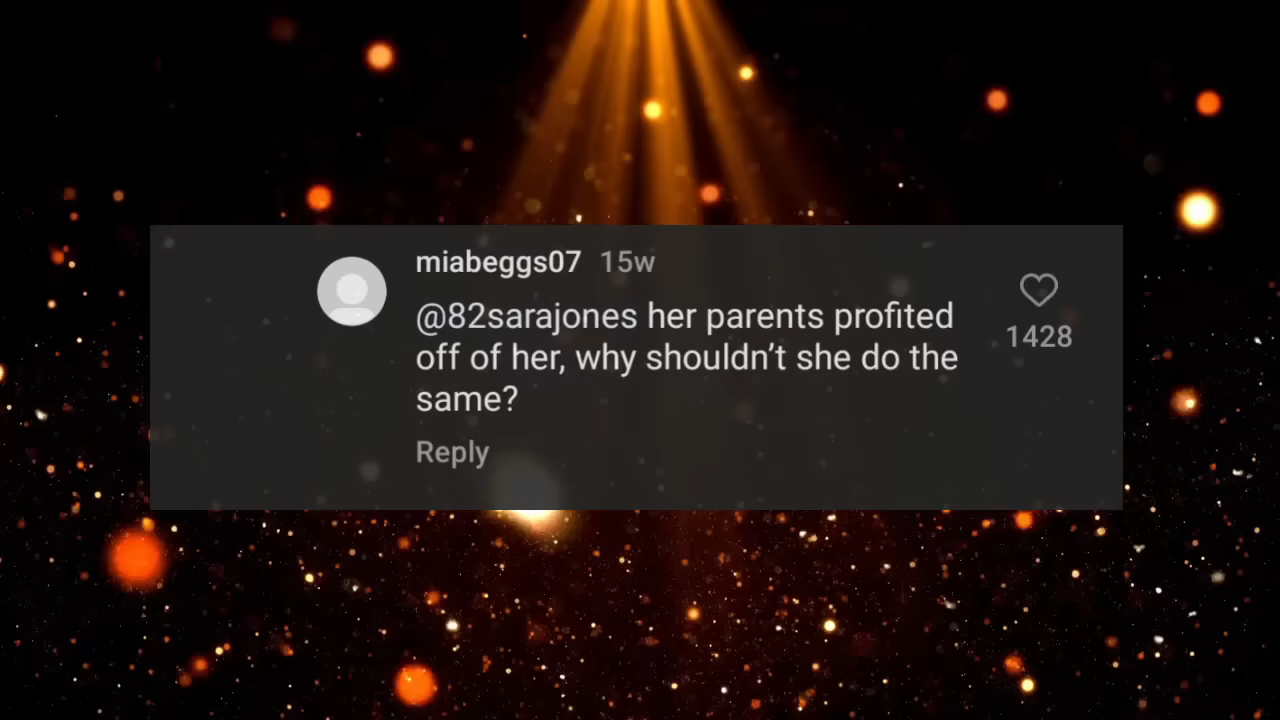 miabeggs07 15w
@82sarajones her parents profited
off of her, why shouldn’t she do the
same?
1428
Reply